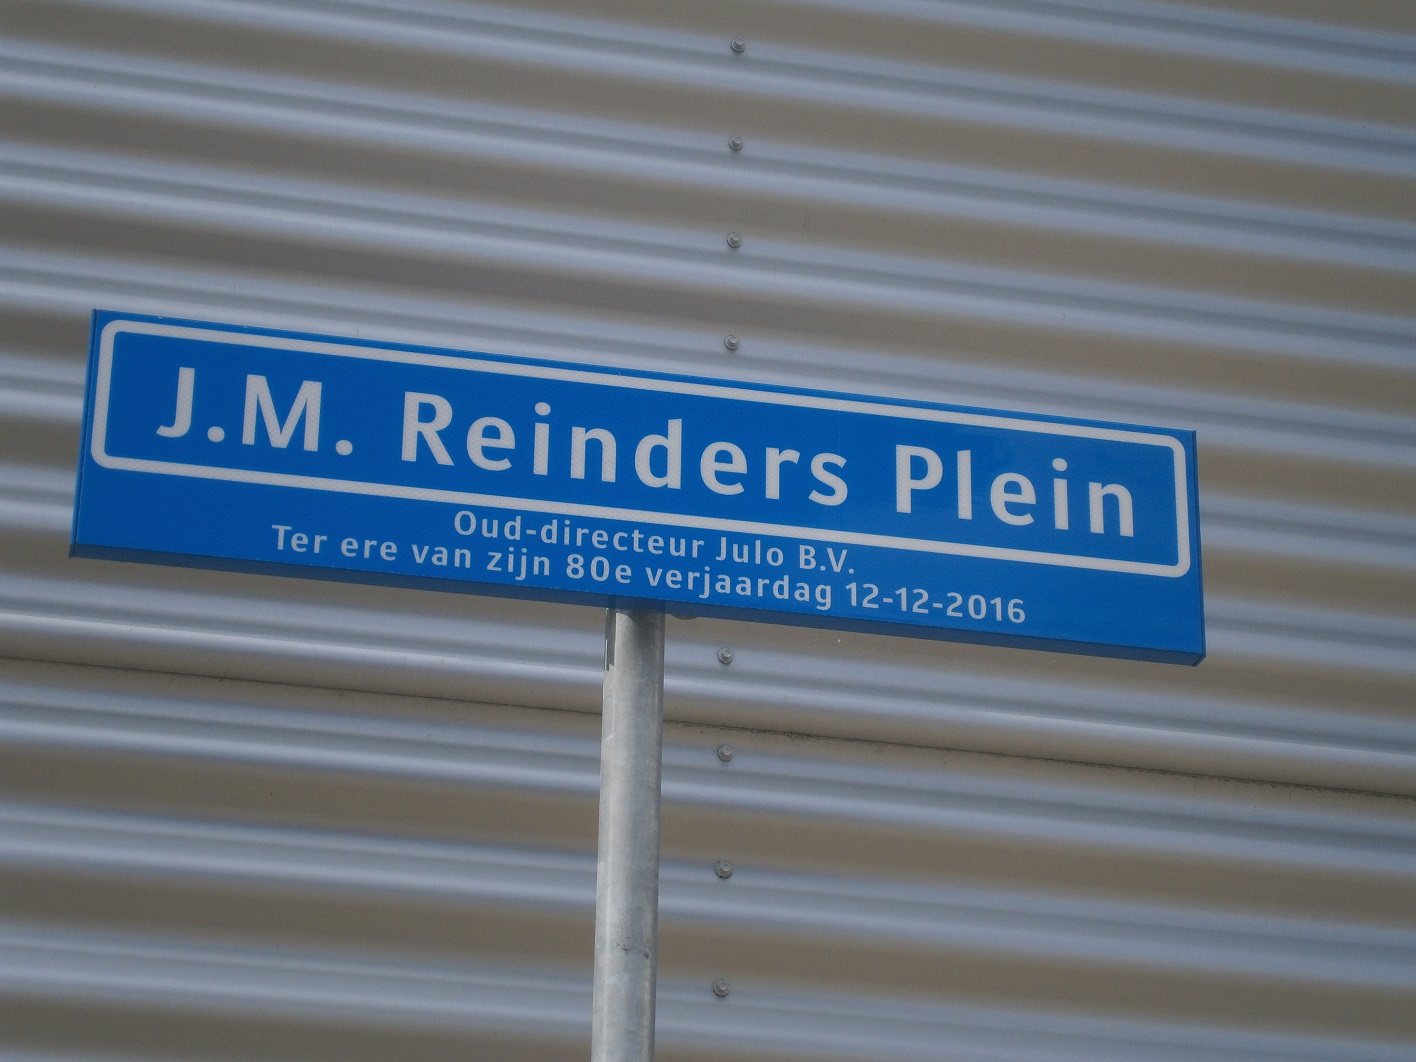 J.M. Reinders Plein
Oud-directeur Julo B.V.
Ter ere van zijn 80e verjaardag 12-12-2016